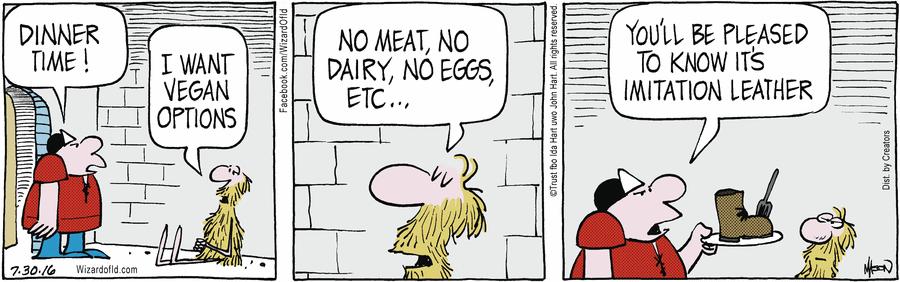 DINNER
TIME!
I WANT
VEGAN
OPTIONS
7.30.16
Wizardofid.com
Facebook.com/WizardOfId
NO MEAT, NO
DAIRY, NO EGGS,
ETC...
©Trust fbo Ida Hart uwo John Hart. All rights reserved.
YOU'LL BE PLEASED
TO KNOW IT'S
IMITATION LEATHER
Dist. by Creators
MASON